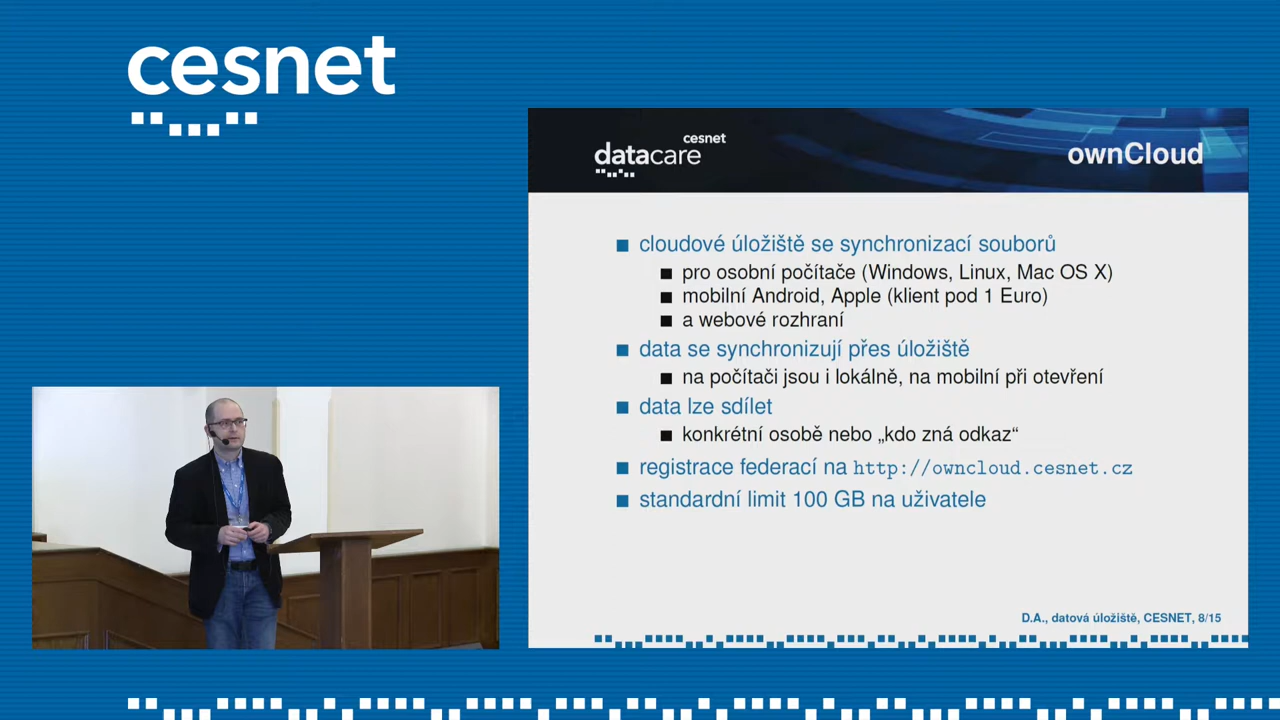 cesnet
cesnet
datacare
ownCloud
cloudové úložiště se synchronizací souborů
pro osobní počítače (Windows, Linux, Mac OS X)
mobilní Android, Apple (klient pod 1 Euro)
a webové rozhraní
data se synchronizují přes úložiště
na počítači jsou i lokálně, na mobilní při otevření
data lze sdílet
konkrétní osobě nebo „kdo zná odkaz“
registrace federací na http://owncloud.cesnet.cz
standardní limit 100 GB na uživatele
D.A., datová úložiště, CESNET, 8/15